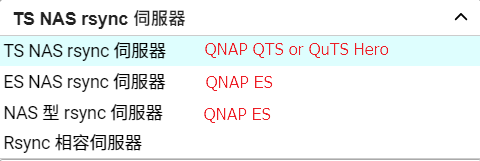 TS NAS rsync 伺服器
TS NAS rsync 伺服器 QNAP QTS or QuTS Hero
ES NAS rsync 伺服器 QNAP ES
NAS 型 rsync 伺服器 QNAP ES
Rsync 相容伺服器